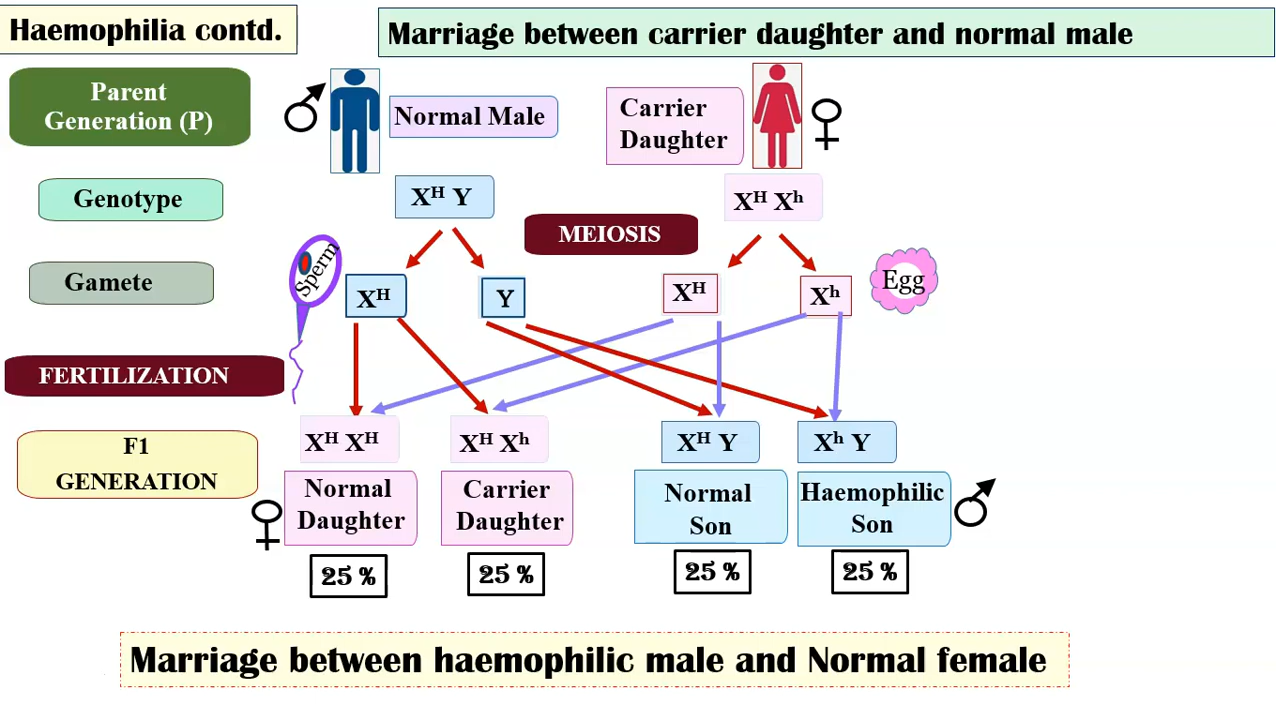 Haemophilia contd.
Marriage between carrier daughter and normal male
Parent
Generation (P)
Normal Male
Carrier
Daughter
Genotype
Xᴴ Y
Xᴴ Xʰ
MEIOSIS
Gamete
Sperm
Xᴴ
Y
Xᴴ
Xʰ
Egg
FERTILIZATION
F1
GENERATION
Xᴴ Xᴴ
Xᴴ Xʰ
Xᴴ Y
Xʰ Y
Normal
Daughter
Carrier
Daughter
Normal
Son
Haemophilic
Son
25 %
25 %
25 %
25 %
Marriage between haemophilic male and Normal female